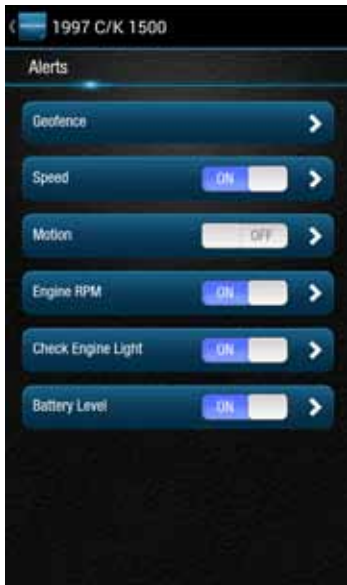 1997 C/K 1500
Alerts
Geofence
Speed ON
Motion OFF
Engine RPM ON
Check Engine Light ON
Battery Level ON